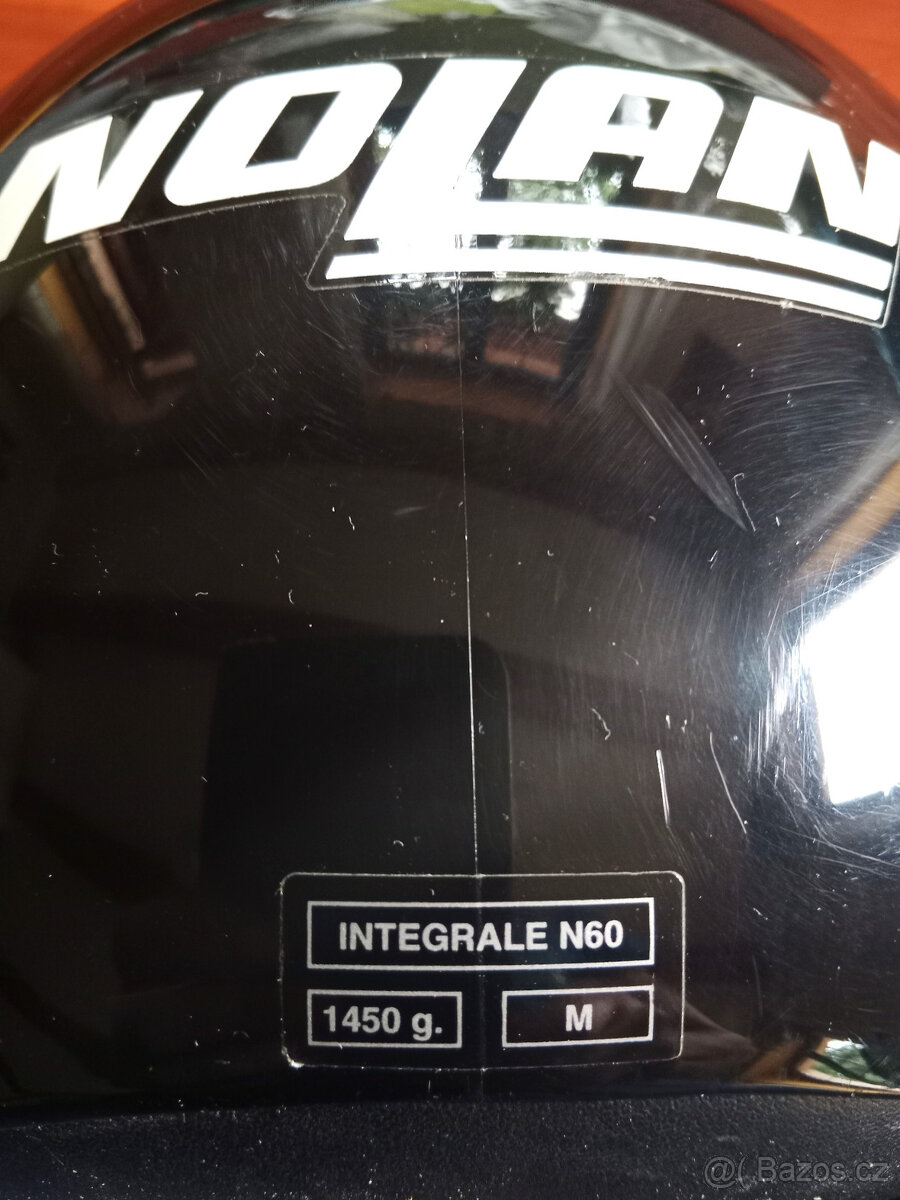 NOLAN
INTEGRALE N60
1450 g. M
@( Bazos.cz